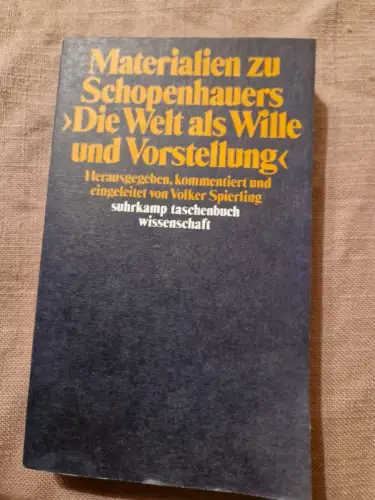 Materialien zu
Schopenhauers
›Die Welt als Wille
und Vorstellung‹
Herausgegeben, kommentiert und
eingeleitet von Volker Spierling
suhrkamp taschenbuch
wissenschaft